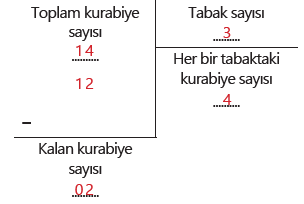 Toplam kurabiye
sayısı
14
12
–
Kalan kurabiye
sayısı
02
Tabak sayısı
3
Her bir tabaktaki
kurabiye sayısı
4